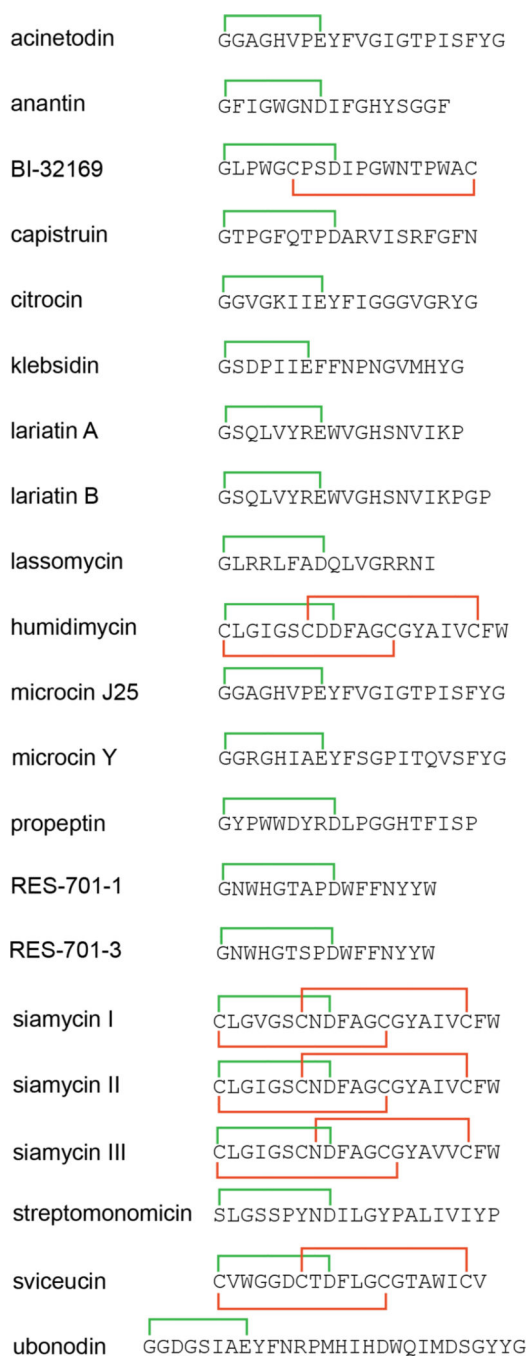 acinetodin GGAGHVPEYFVGIGTPISFYG
anantin GFIGWGNDIFGHYSGGF
BI-32169 GLPWGCPSDIPGWNTPWAC
capistruin GTPGFQTPDARVISRFGFN
citrocin GGVGKIIEYFIGGGVGRYG
klebsidin GSDPIIEFFNPNGVMHYG
lariatin A GSQLVYREWVGHSNVIKP
lariatin B GSQLVYREWVGHSNVIKPGP
lassomycin GLRRLFADQLVGRRNI
humidimycin CLGIGSCDDFAGCGYAIVCFW
microcin J25 GGAGHVPEYFVGIGTPISFYG
microcin Y GGRGHIAEYFSGPITQVSFYG
propeptin GYPWWDYRDLPGGHTFISP
RES-701-1 GNWHGTAPDWFFNYYW
RES-701-3 GNWHGTSPDWFFNYYW
siamycin I CLGVGSCNDFAGCGYAIVCFW
siamycin II CLGIGSCNDFAGCGYAIVCFW
siamycin III CLGIGSCNDFAGCGYAVVCFW
streptomonomicin SLGSSPYNDILGYPALIVIYP
sviceucin CVWGGDCTDFLGCGTAWICV
ubonodin GGDGSIAEYFNRPMHIHDWQIMDSGYYG